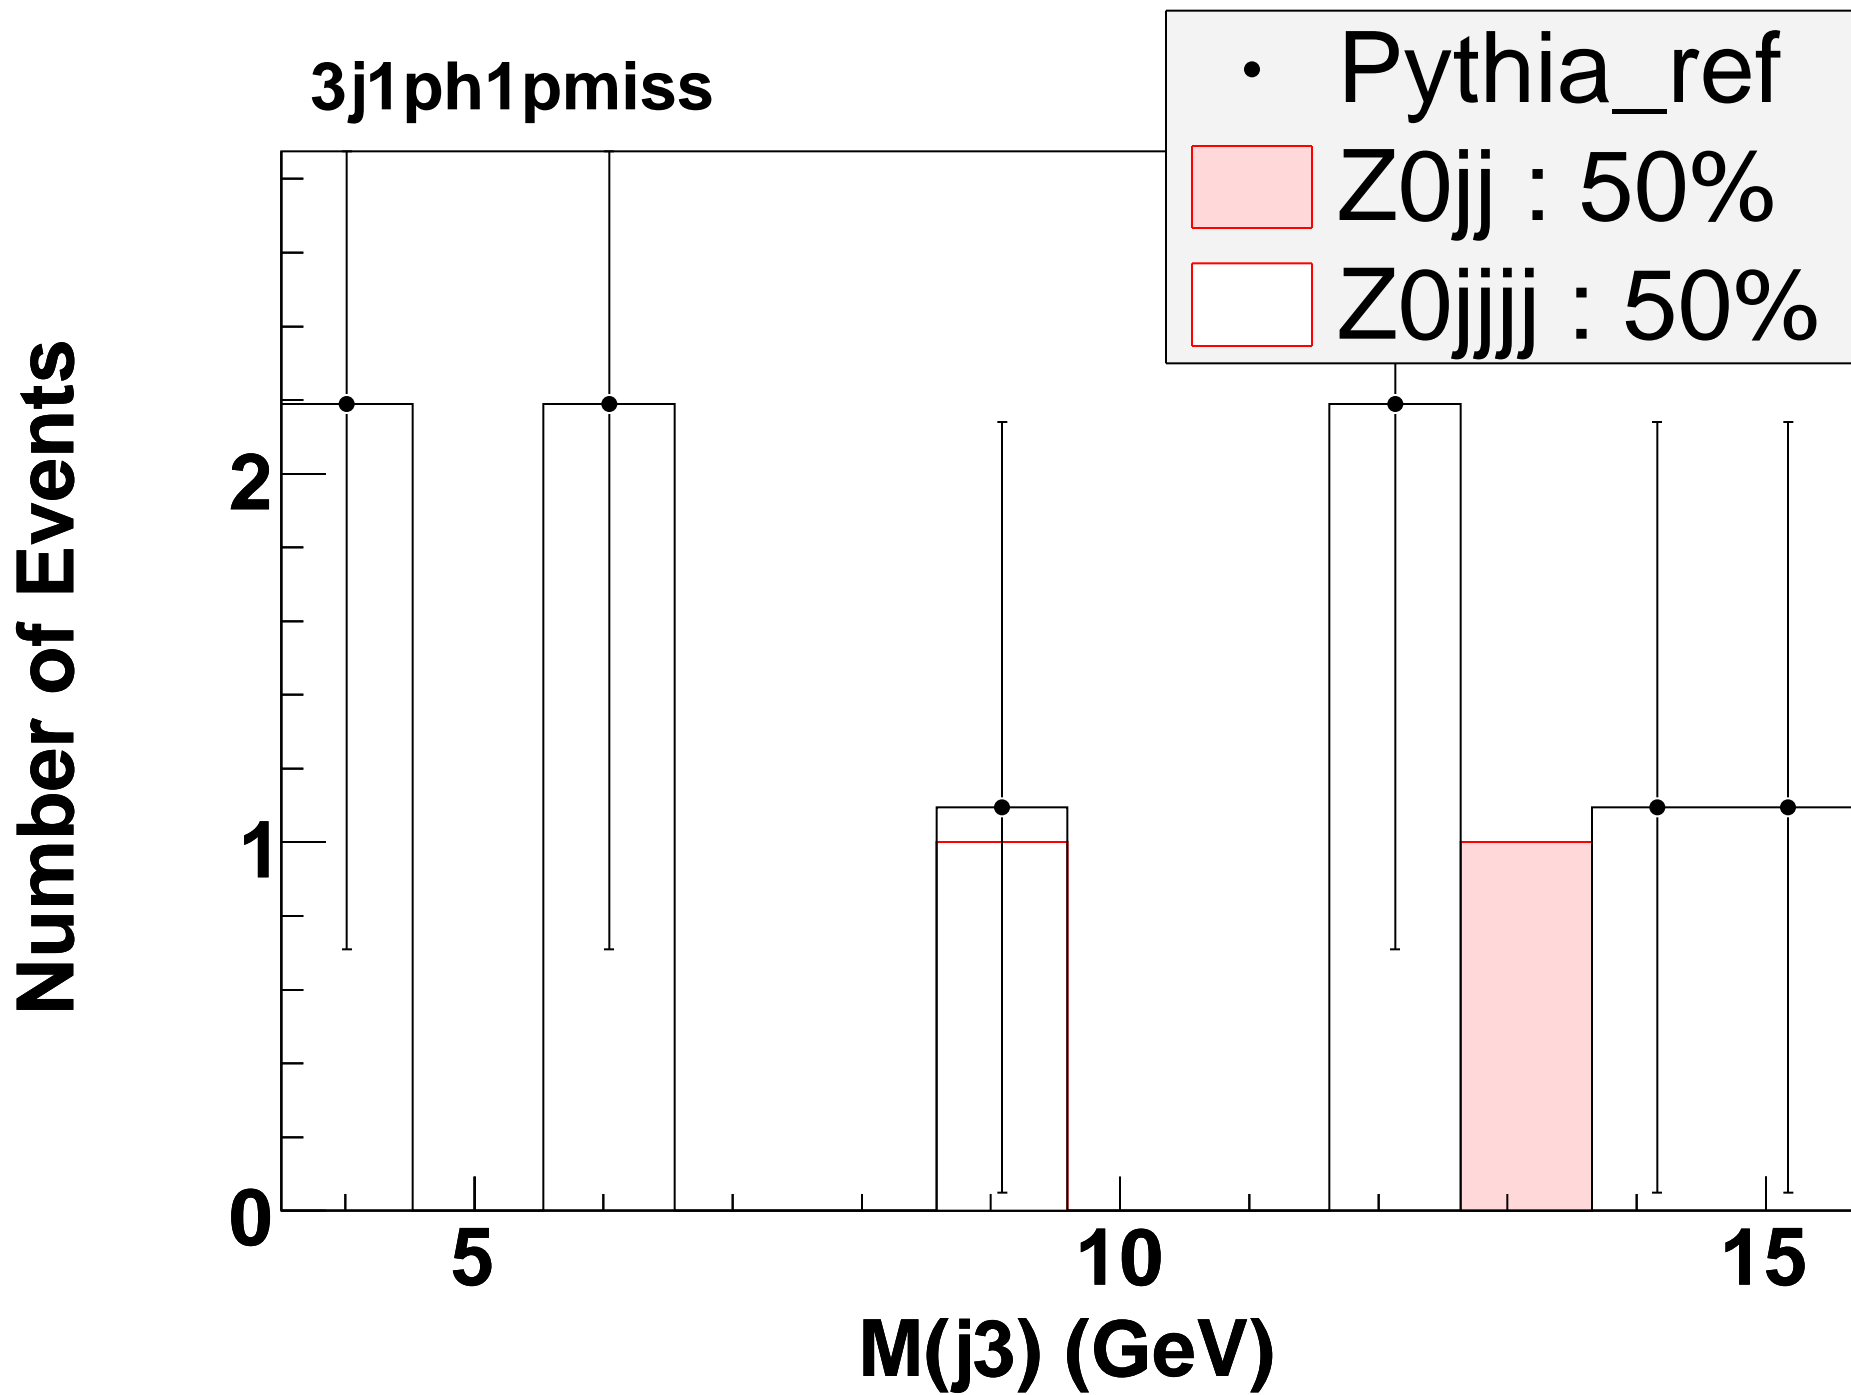 3j1ph1pmiss
Pythia_ref
Z0jj : 50%
Z0jjjj : 50%
Number of Events
2
1
0
5
10
15
M(j3) (GeV)